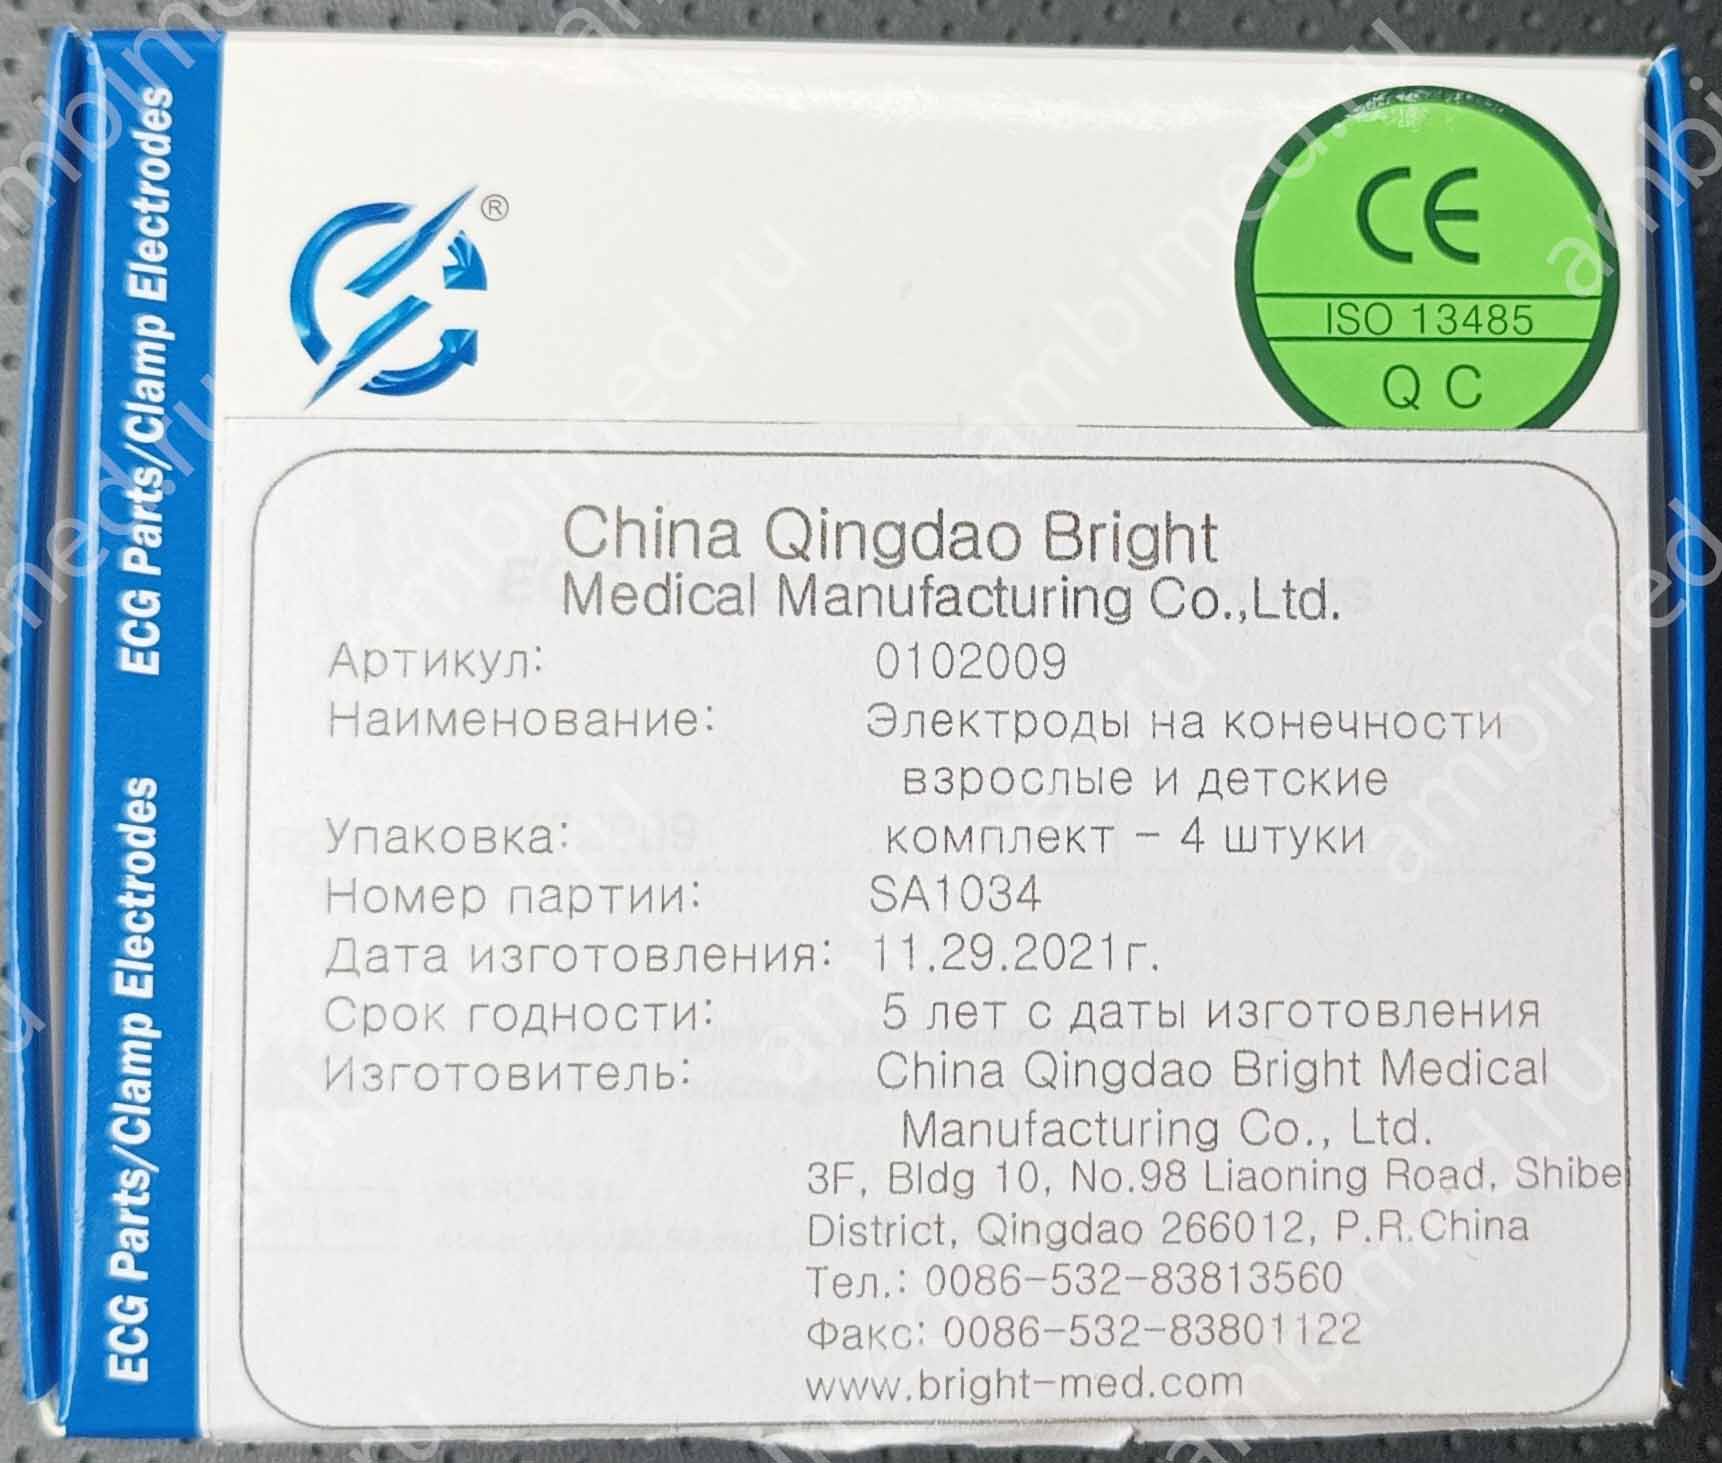 ECG Parts/Clamp Electrodes
ECG Parts/Clamp Electrodes
®
CE
ISO 13485
Q C
China Qingdao Bright
Medical Manufacturing Co.,Ltd.
Артикул: 0102009
Наименование: Электроды на конечности
взрослые и детские
Упаковка: комплект - 4 штуки
Номер партии: SA1034
Дата изготовления: 11.29.2021г.
Срок годности: 5 лет с даты изготовления
Изготовитель: China Qingdao Bright Medical
Manufacturing Co., Ltd.
3F, Bldg 10, No.98 Liaoning Road, Shibei
District, Qingdao 266012, P.R.China
Тел.: 0086-532-83813560
Факс: 0086-532-83801122
www.bright-med.com
ambimed.ru